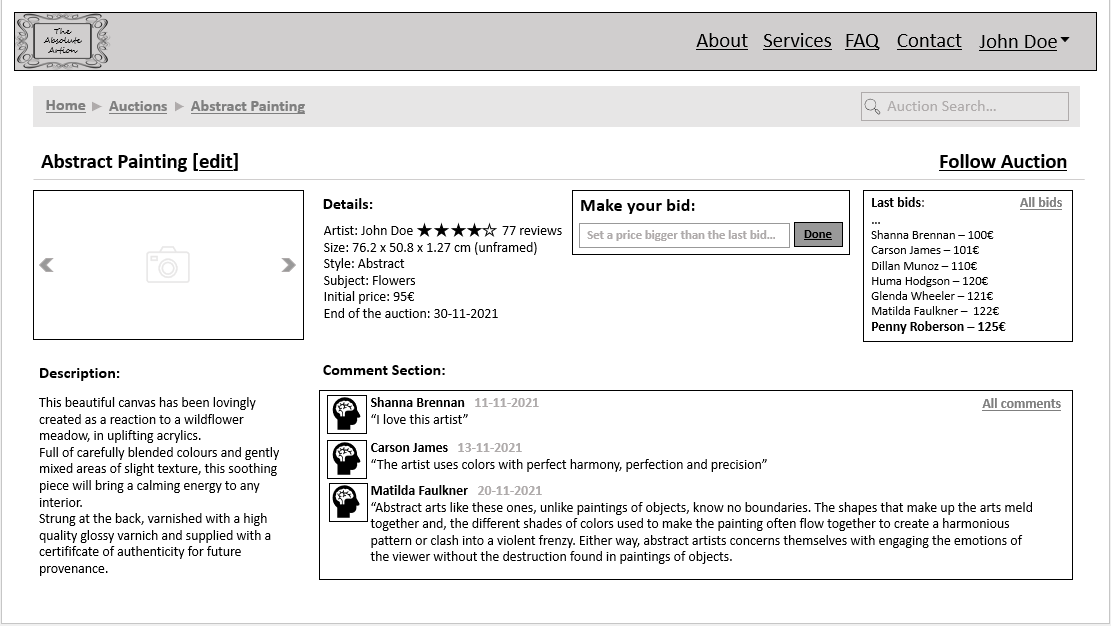 The
Absolute
Artion
About Services FAQ Contact John Doe
Home Auctions Abstract Painting
Auction Search...
Abstract Painting [edit]
Follow Auction
Details:
Artist: John Doe ★★★★☆ 77 reviews
Size: 76.2 x 50.8 x 1.27 cm (unframed)
Style: Abstract
Subject: Flowers
Initial price: 95€
End of the auction: 30-11-2021
Make your bid:
Set a price bigger than the last bid...
Done
Last bids:
All bids
...
Shanna Brennan – 100€
Carson James – 101€
Dillan Munoz – 110€
Huma Hodgson – 120€
Glenda Wheeler – 121€
Matilda Faulkner – 122€
Penny Roberson – 125€
Description:
This beautiful canvas has been lovingly
created as a reaction to a wildflower
meadow, in uplifting acrylics.
Full of carefully blended colours and gently
mixed areas of slight texture, this soothing
piece will bring a calming energy to any
interior.
Strung at the back, varnished with a high
quality glossy varnich and supplied with a
certififcate of authenticity for future
provenance.
Comment Section:
All comments
Shanna Brennan 11-11-2021
“I love this artist”
Carson James 13-11-2021
“The artist uses colors with perfect harmony, perfection and precision”
Matilda Faulkner 20-11-2021
“Abstract arts like these ones, unlike paintings of objects, know no boundaries. The shapes that make up the arts meld
together and, the different shades of colors used to make the painting often flow together to create a harmonious
pattern or clash into a violent frenzy. Either way, abstract artists concerns themselves with engaging the emotions of
the viewer without the destruction found in paintings of objects.